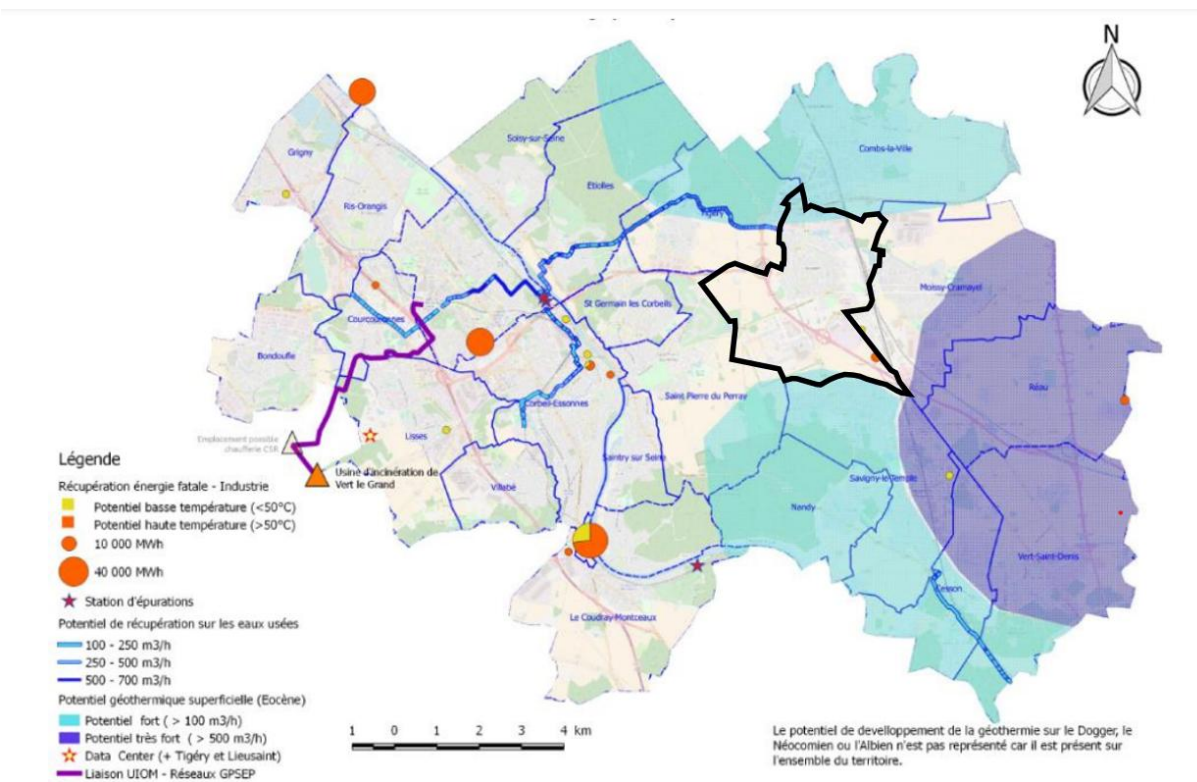 N
Combs-la-Ville
Soisy-sur-Seine
Grigny
Etiolles
Ris-Orangis
Tigéry
Moissy-Cramayel
St Germain les Corbeils
Courcouronnes
Bondoufle
Réau
Saint Pierre du Perray
Corbeil-Essonnes
Lisses
Emplacement possible
chaufferie CSR
Usine d'incinération de
Vert le Grand
Saintry sur Seine
Savigny-le-Temple
Villabé
Nandy
Vert-Saint-Denis
Cesson
Le Coudray-Montceaux
Légende
Récupération énergie fatale - Industrie
Potentiel basse température (<50°C)
Potentiel haute température (>50°C)
10 000 MWh
40 000 MWh
Station d'épurations
Potentiel de récupération sur les eaux usées
100 - 250 m3/h
250 - 500 m3/h
500 - 700 m3/h
Potentiel géothermique superficielle (Eocène)
Potentiel fort ( > 100 m3/h)
Potentiel très fort ( > 500 m3/h)
Data Center (+ Tigéry et Lieusaint)
Liaison UIOM - Réseaux GPSEP
1 0 1 2 3 4 km
Le potentiel de developpement de la géothermie sur le Dogger, le
Néocomien ou l'Albien n'est pas représenté car il est présent sur
l'ensemble du territoire.